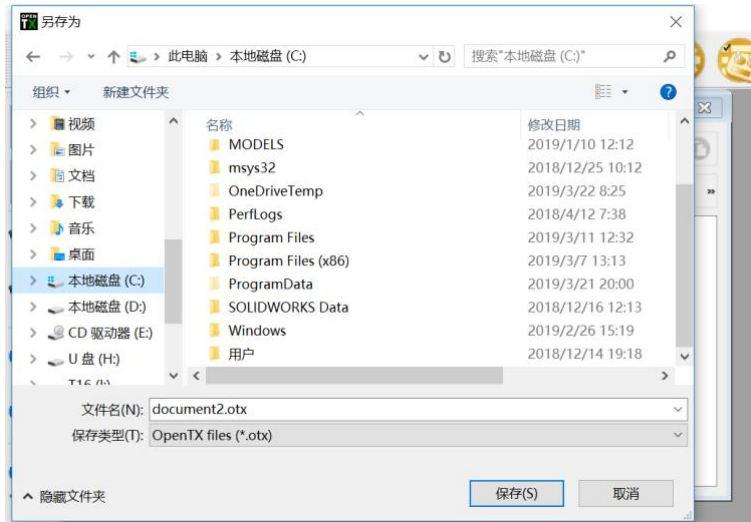 OPEN TX 另存为
此电脑 › 本地磁盘 (C:)
搜索"本地磁盘 (C:)"
组织
新建文件夹
视频
图片
文档
下载
音乐
桌面
本地磁盘 (C:)
本地磁盘 (D:)
CD 驱动器 (E:)
U 盘 (H:)
名称 修改日期
MODELS 2019/1/10 12:12
msys32 2018/12/25 10:12
OneDriveTemp 2019/3/22 8:25
PerfLogs 2018/4/12 7:38
Program Files 2019/3/11 12:32
Program Files (x86) 2019/3/7 13:13
ProgramData 2019/3/21 20:00
SOLIDWORKS Data 2018/12/16 12:13
Windows 2019/2/26 15:19
用户 2018/12/14 19:18
文件名(N): document2.otx
保存类型(T): OpenTX files (*.otx)
隐藏文件夹
保存(S)
取消